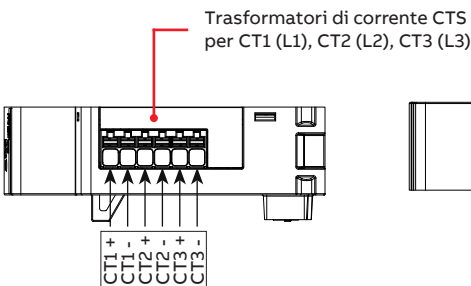 Trasformatori di corrente CTS
per CT1 (L1), CT2 (L2), CT3 (L3)
CT1 +
CT1 -
CT2 +
CT2 -
CT3 +
CT3 -